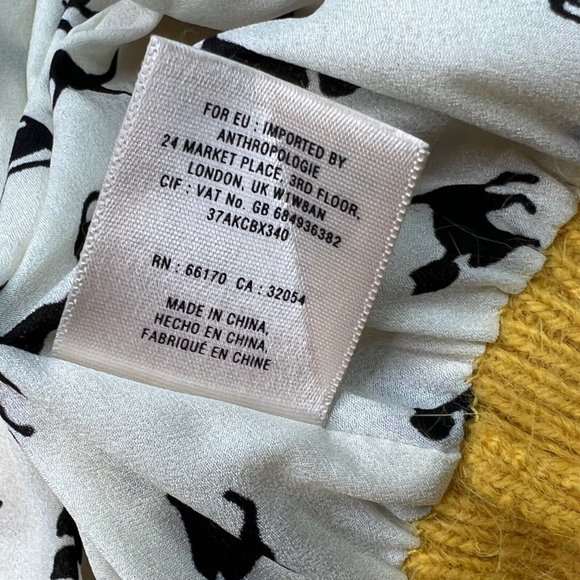 FOR EU : IMPORTED BY
ANTHROPOLOGIE
24 MARKET PLACE, 3RD FLOOR,
LONDON, UK W1W8AN
CIF : VAT No. GB 684936382
37AKCBX340
RN : 66170 CA : 32054
MADE IN CHINA,
HECHO EN CHINA,
FABRIQUÉ EN CHINE